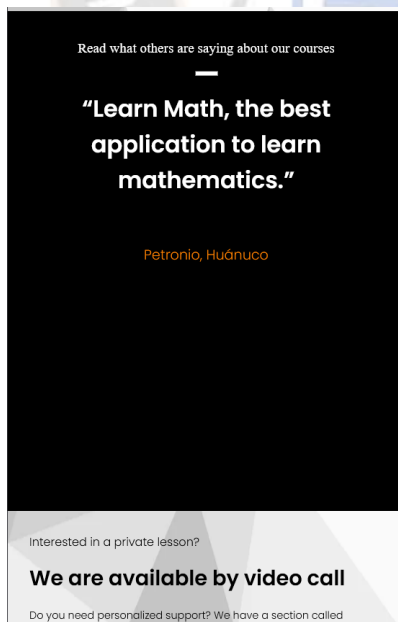 Read what others are saying about our courses
“Learn Math, the best
application to learn
mathematics.”
Petronio, Huánuco
Interested in a private lesson?
We are available by video call
Do you need personalized support? We have a section called